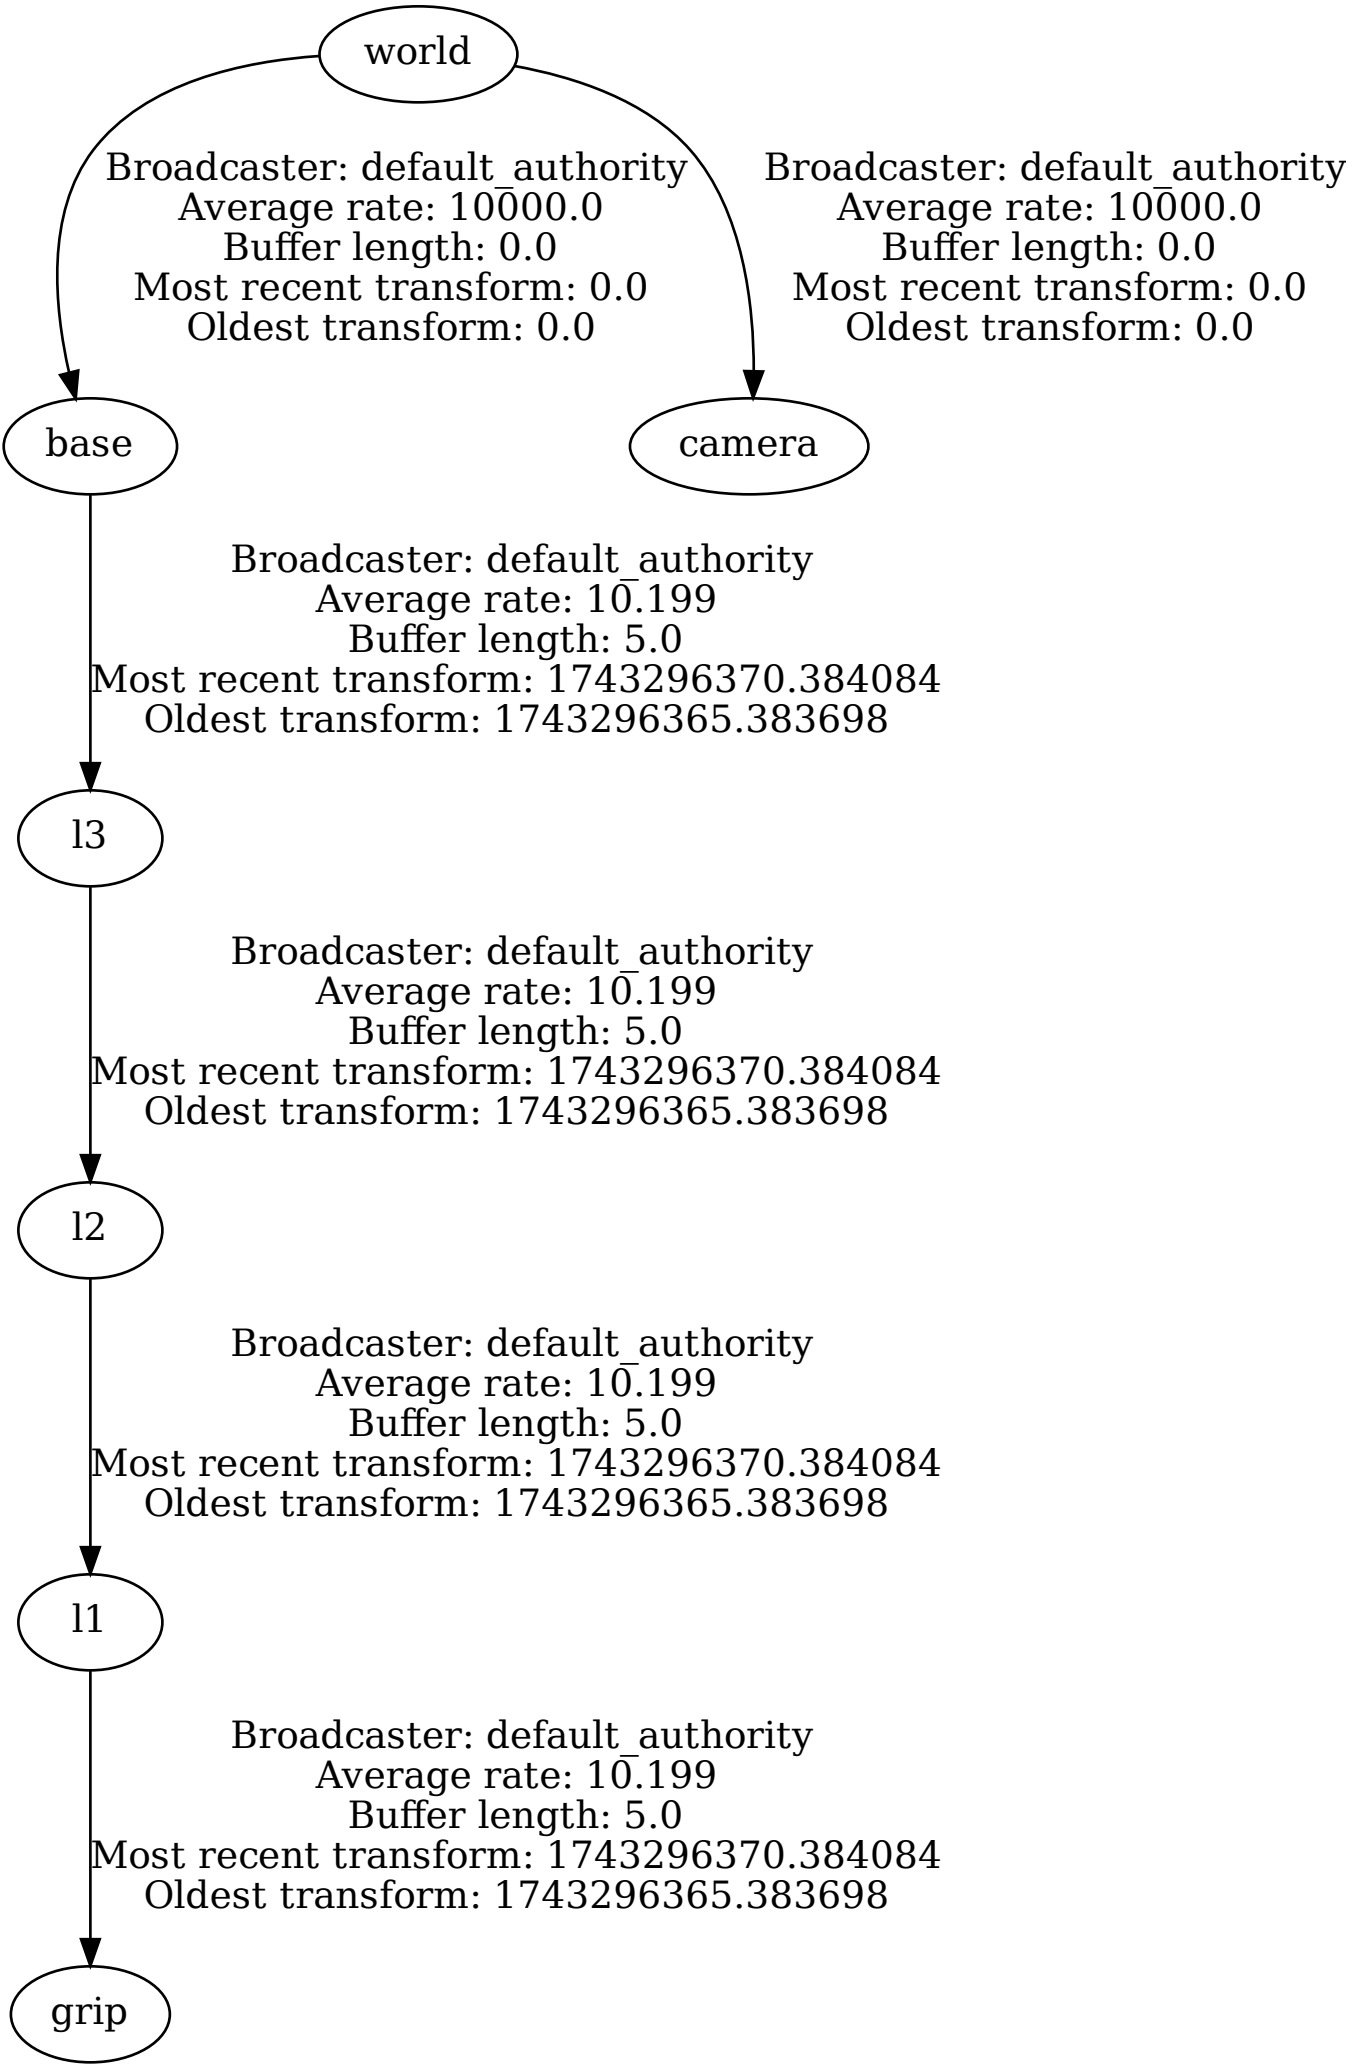 world
Broadcaster: default_authority
Average rate: 10000.0
Buffer length: 0.0
Most recent transform: 0.0
Oldest transform: 0.0
Broadcaster: default_authority
Average rate: 10000.0
Buffer length: 0.0
Most recent transform: 0.0
Oldest transform: 0.0
base
camera
Broadcaster: default_authority
Average rate: 10.199
Buffer length: 5.0
Most recent transform: 1743296370.384084
Oldest transform: 1743296365.383698
l3
Broadcaster: default_authority
Average rate: 10.199
Buffer length: 5.0
Most recent transform: 1743296370.384084
Oldest transform: 1743296365.383698
l2
Broadcaster: default_authority
Average rate: 10.199
Buffer length: 5.0
Most recent transform: 1743296370.384084
Oldest transform: 1743296365.383698
l1
Broadcaster: default_authority
Average rate: 10.199
Buffer length: 5.0
Most recent transform: 1743296370.384084
Oldest transform: 1743296365.383698
grip